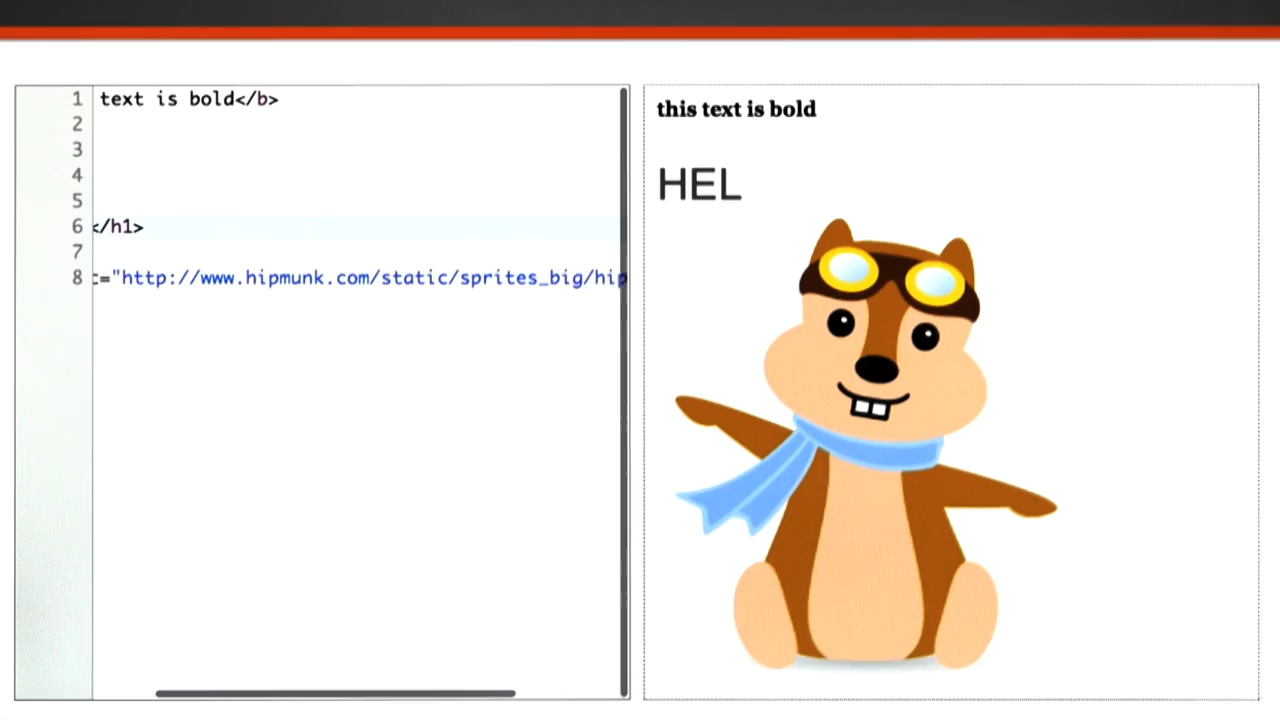 1 text is bold</b>
2
3
4
5
6 </h1>
7
8 c="http://www.hipmunk.com/static/sprites_big/hip
this text is bold
HEL